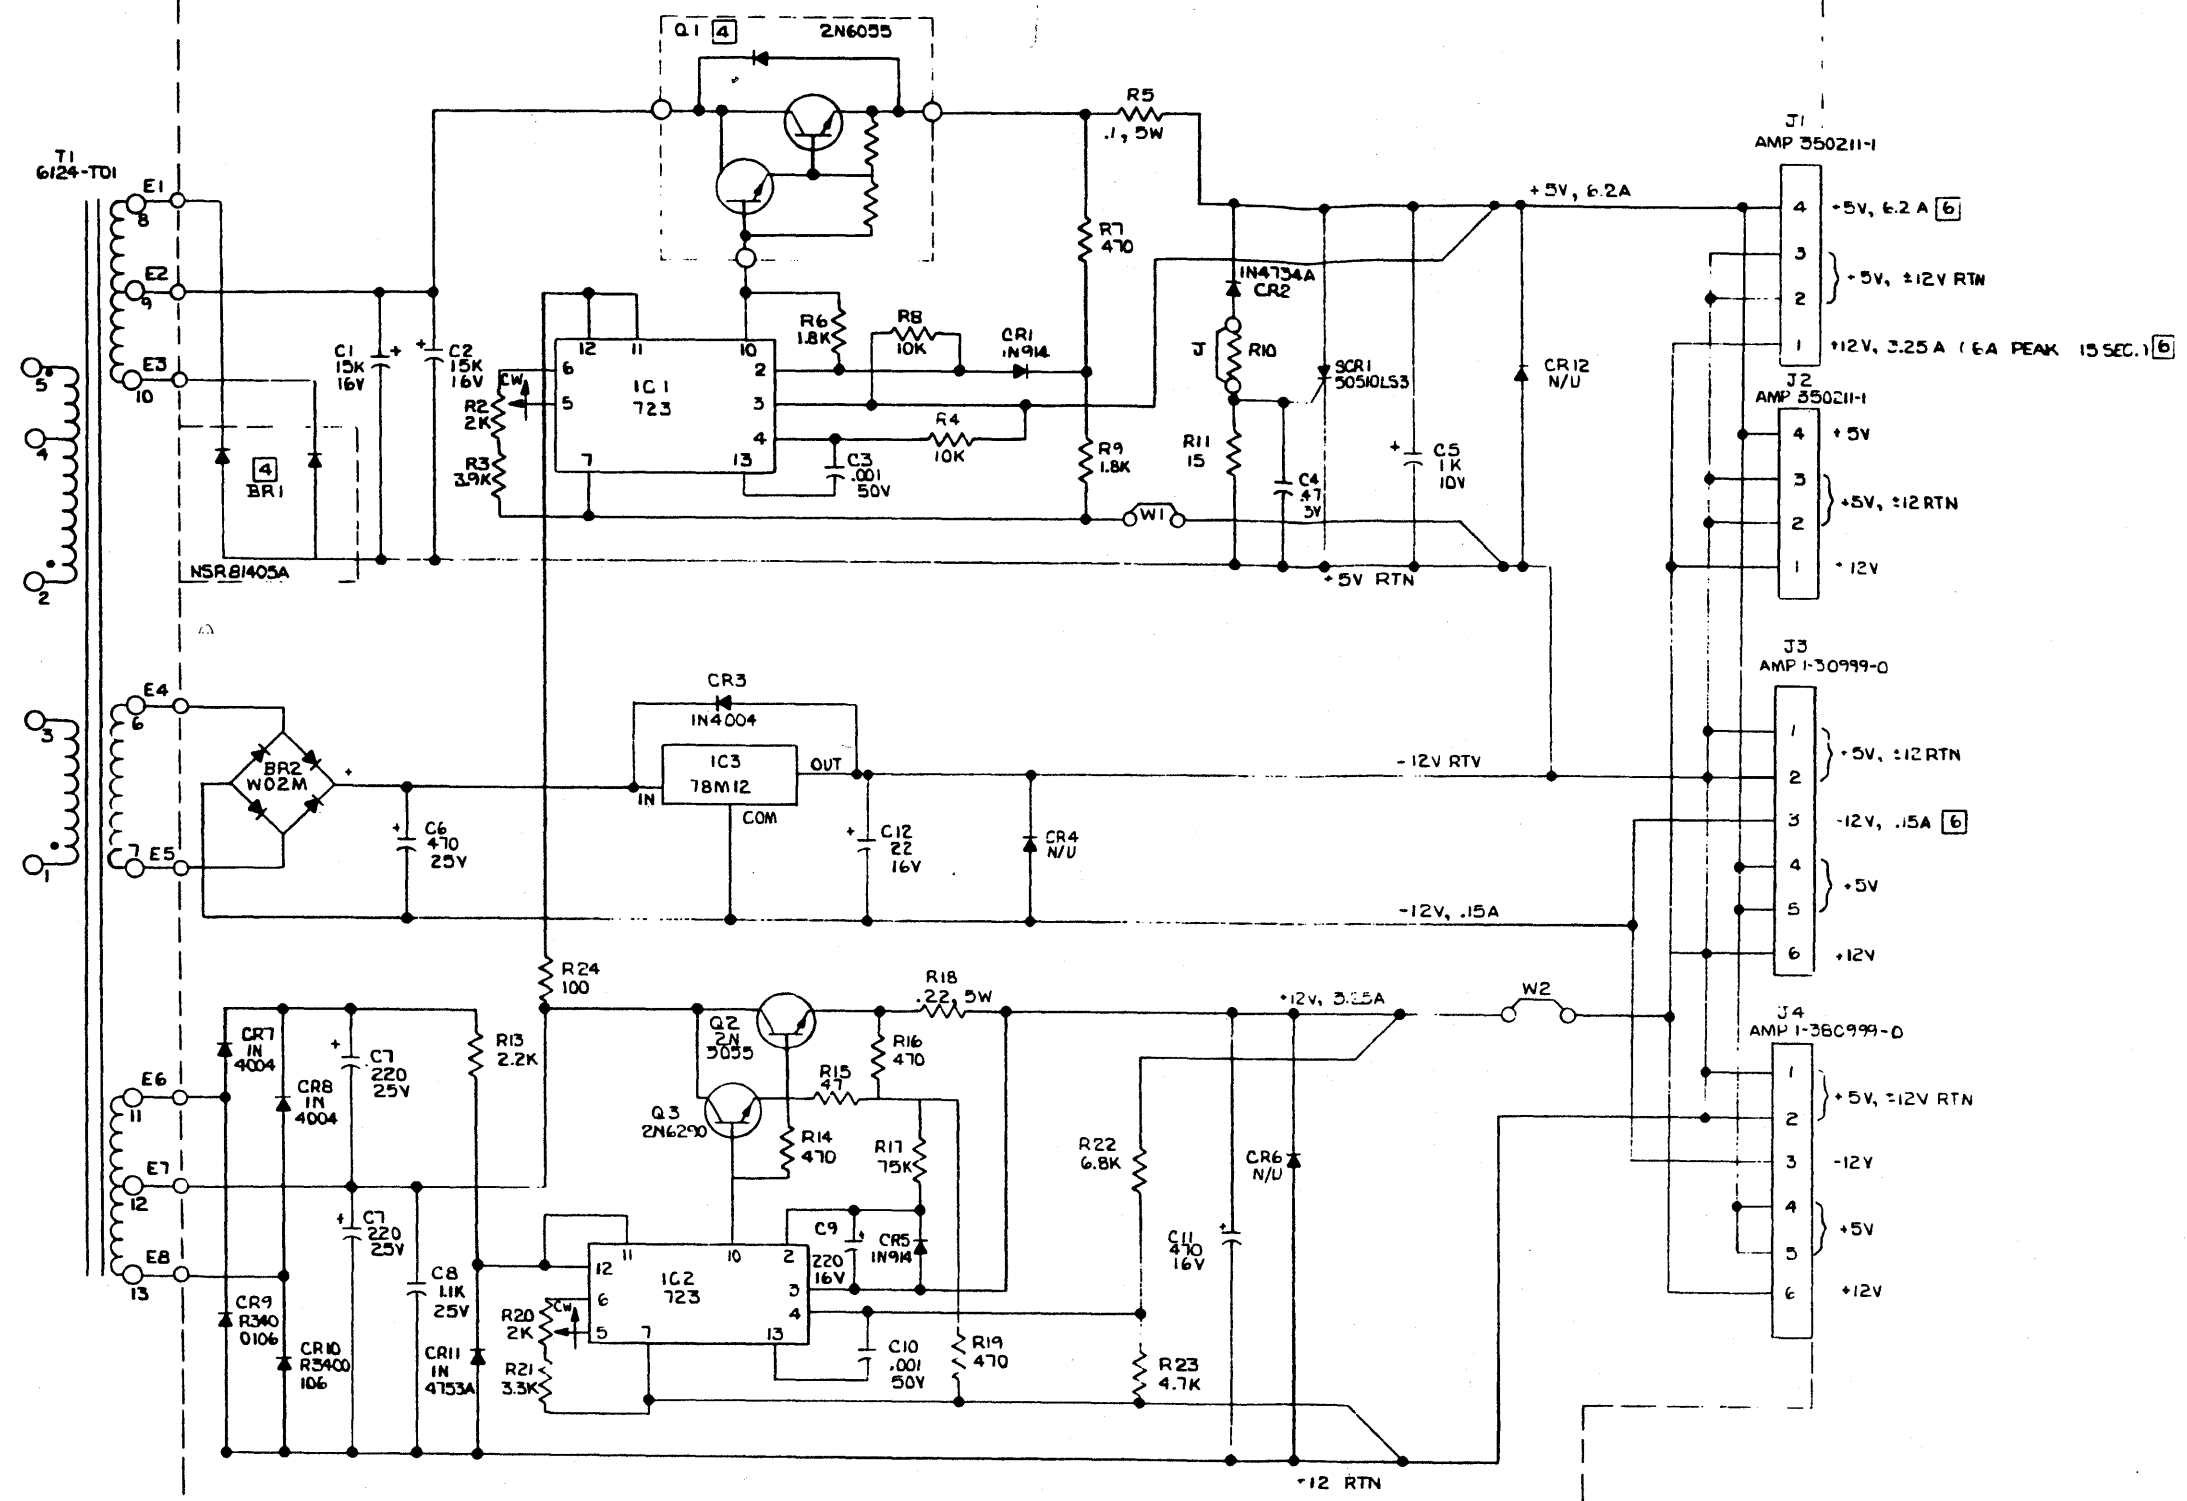 Q1 4 2N6055
T1
6124-T01
E1
8
E2
9
E3
10
5
4
2
3
1
C1
15K
16V
+
C2
15K
16V
+
4
BR1
NSR81405A
R5
.1, 5W
R7
470
R6
1.8K
R8
10K
CR1
1N914
12 11 10
6
5
IC1
723
2
3
4
7 13
CW
R2
2K
R3
3.9K
R4
10K
C3
.001
50V
R9
1.8K
W1
1N4734A
CR2
J
R10
R11
15
C4
.47
3V
SCR1
50510LS3
+
C5
1K
10V
CR12
N/U
+5V, 6.2A
+5V RTN
J1
AMP 350211-1
4 +5V, 6.2A 6
3
2
+5V, ±12V RTN
1 +12V, 3.25A (6A PEAK 15 SEC.) 6
J2
AMP 350211-1
4 +5V
3
2
+5V, ±12 RTN
1 +12V
E4
6
7 E5
BR2
W02M
+
+
C6
470
25V
CR3
1N4004
IC3
78M12
IN
OUT
COM
+
C12
22
16V
CR4
N/U
-12V RTV
-12V, .15A
J3
AMP 1-30999-0
1
2
+5V, ±12 RTN
3 -12V, .15A 6
4
5
+5V
6 +12V
R24
100
E6
11
E7
12
E8
13
CR7
1N
4004
CR8
1N
4004
+
C7
220
25V
+
C7
220
25V
C8
1.1K
25V
CR9
R340
0106
CR10
R3400
106
CR11
1N
4753A
R13
2.2K
Q2
2N
3055
Q3
2N6290
R18
.22, 5W
R16
470
R15
47
R14
470
R17
75K
C9
+
220
16V
CR5
1N914
11 10 2
12
6
5
IC2
723
3
4
7 13
CW
R20
2K
R21
3.3K
C10
.001
50V
R19
470
R22
6.8K
R23
4.7K
+
C11
470
16V
CR6
N/U
+12V, 3.25A
W2
+12 RTN
J4
AMP 1-380999-0
1
2
+5V, ±12V RTN
3 -12V
4
5
+5V
6 +12V